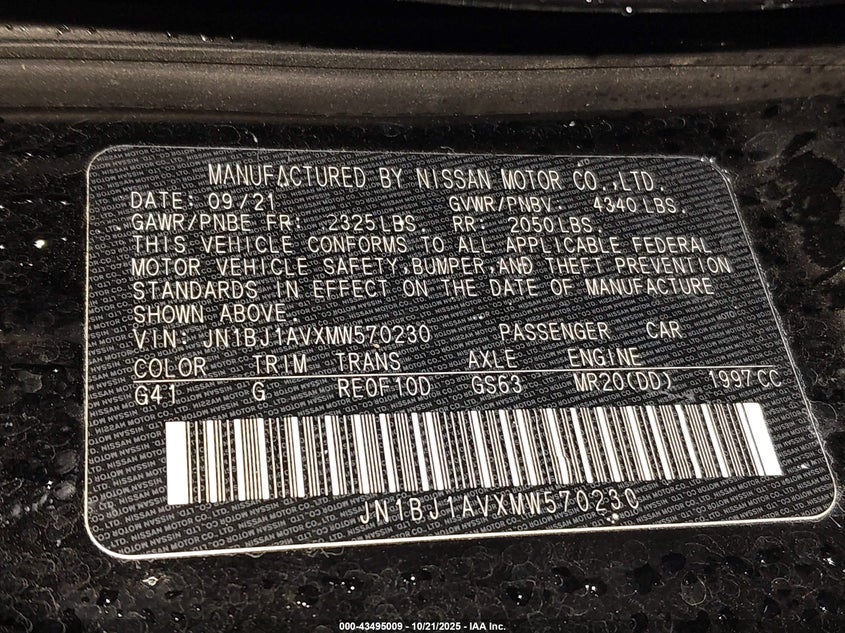 MANUFACTURED BY NISSAN MOTOR CO.,LTD.
DATE: 09/21 GVWR/PNBV: 4340 LBS.
GAWR/PNBE FR: 2325 LBS. RR: 2050 LBS.
THIS VEHICLE CONFORMS TO ALL APPLICABLE FEDERAL
MOTOR VEHICLE SAFETY,BUMPER,AND THEFT PREVENTION
STANDARDS IN EFFECT ON THE DATE OF MANUFACTURE
SHOWN ABOVE.
VIN: JN1BJ1AVXMW570230 PASSENGER CAR
COLOR TRIM TRANS AXLE ENGINE
G41 G RE0F10D GS63 MR20(DD) 1997CC
JN1BJ1AVXMW570230
000-43495009 - 10/21/2025 - IAA Inc.